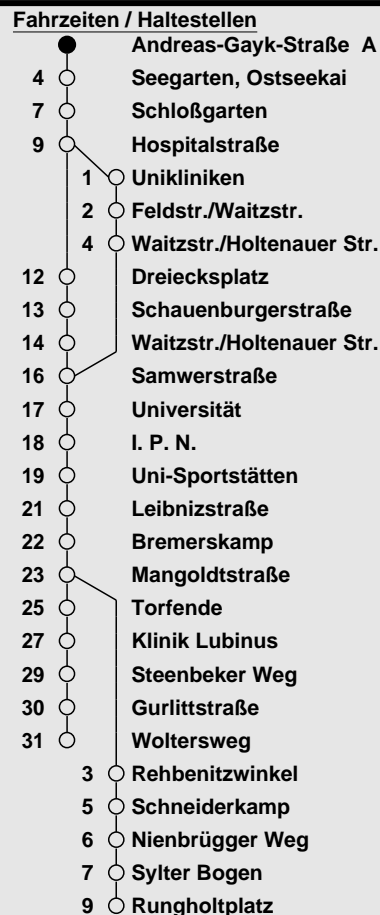 Fahrzeiten / Haltestellen
Andreas-Gayk-Straße A
4 Seegarten, Ostseekai
7 Schloßgarten
9 Hospitalstraße
1 Unikliniken
2 Feldstr./Waitzstr.
4 Waitzstr./Holtenauer Str.
12 Dreiecksplatz
13 Schauenburgerstraße
14 Waitzstr./Holtenauer Str.
16 Samwerstraße
17 Universität
18 I. P. N.
19 Uni-Sportstätten
21 Leibnizstraße
22 Bremerskamp
23 Mangoldtstraße
25 Torfende
27 Klinik Lubinus
29 Steenbeker Weg
30 Gurlittstraße
31 Woltersweg
3 Rehbenitzwinkel
5 Schneiderkamp
6 Nienbrügger Weg
7 Sylter Bogen
9 Rungholtplatz